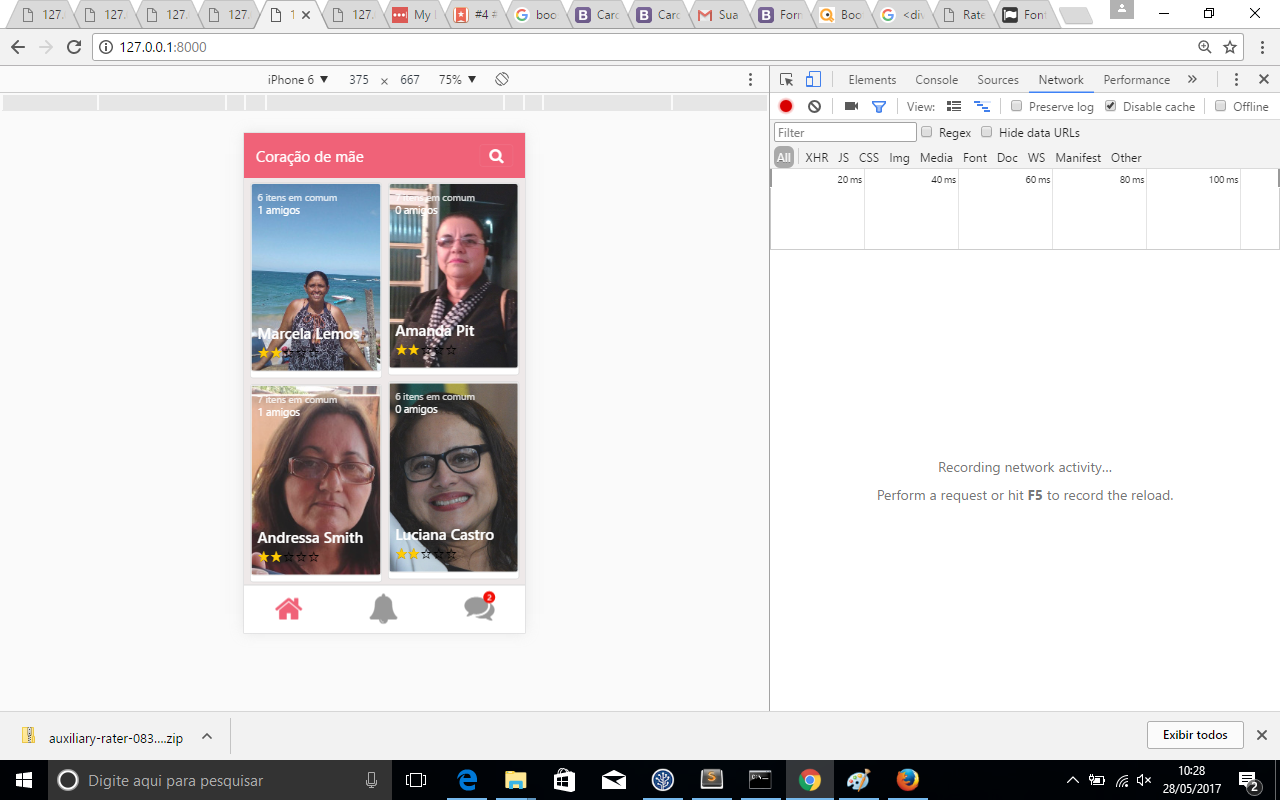 127. 127. 127. 127. 1 127. My #4 # boo Card Card Sua Form Boo <div Rate Font
127.0.0.1:8000
iPhone 6 ▼ 375 × 667 75% ▼
Elements Console Sources Network Performance »
View: Preserve log Disable cache Offline
Filter Regex Hide data URLs
All XHR JS CSS Img Media Font Doc WS Manifest Other
20 ms 40 ms 60 ms 80 ms 100 ms
Coração de mãe
6 itens em comum
1 amigos
Marcela Lemos
itens em comum
0 amigos
Amanda Pit
7 itens em comum
1 amigos
Andressa Smith
6 itens em comum
0 amigos
Luciana Castro
2
Recording network activity...
Perform a request or hit F5 to record the reload.
auxiliary-rater-083....zip
Exibir todos
Digite aqui para pesquisar
10:28
28/05/2017
2